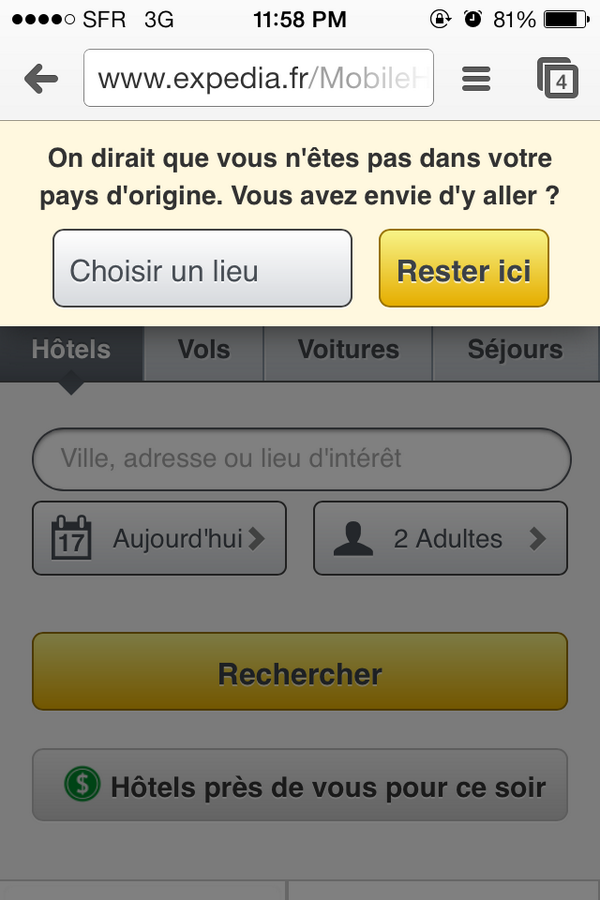 SFR 3G 11:58 PM 81%
www.expedia.fr/MobileH
4
On dirait que vous n'êtes pas dans votre
pays d'origine. Vous avez envie d'y aller ?
Choisir un lieu
Rester ici
Hôtels Vols Voitures Séjours
Ville, adresse ou lieu d'intérêt
17 Aujourd'hui
2 Adultes
Rechercher
$ Hôtels près de vous pour ce soir